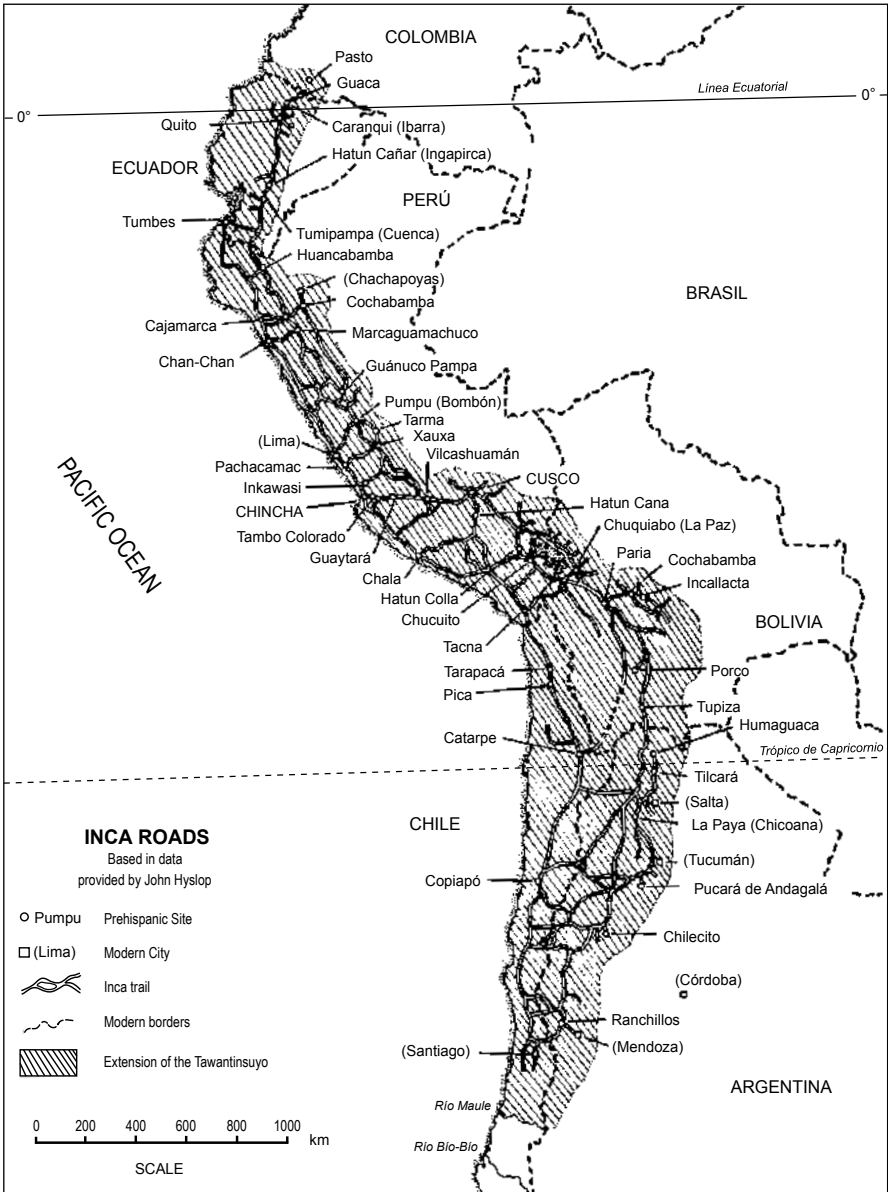 COLOMBIA
Pasto
Guaca
Línea Ecuatorial
0°
0°
Quito
Caranqui (Ibarra)
Hatun Cañar (Ingapirca)
ECUADOR
PERÚ
Tumbes
Tumipampa (Cuenca)
Huancabamba
(Chachapoyas)
BRASIL
Cochabamba
Cajamarca
Marcaguamachuco
Chan-Chan
Guánuco Pampa
Pumpu (Bombón)
Tarma
(Lima)
Xauxa
Vilcashuamán
Pachacamac
CUSCO
Inkawasi
Hatun Cana
CHINCHA
Chuquiabo (La Paz)
Tambo Colorado
Paria
Guaytará
Cochabamba
Chala
Incallacta
Hatun Colla
Chucuito
BOLIVIA
Tacna
PACIFIC OCEAN
Tarapacá
Porco
Pica
Tupiza
Humaguaca
Catarpe
Trópico de Capricornio
Tilcará
(Salta)
CHILE
La Paya (Chicoana)
(Tucumán)
Copiapó
Pucará de Andagalá
Chilecito
(Córdoba)
Ranchillos
(Santiago)
(Mendoza)
ARGENTINA
Río Maule
Río Bío-Bío
INCA ROADS
Based in data
provided by John Hyslop
Pumpu Prehispanic Site
(Lima) Modern City
Inca trail
Modern borders
Extension of the Tawantinsuyo
0 200 400 600 800 1000 km
SCALE